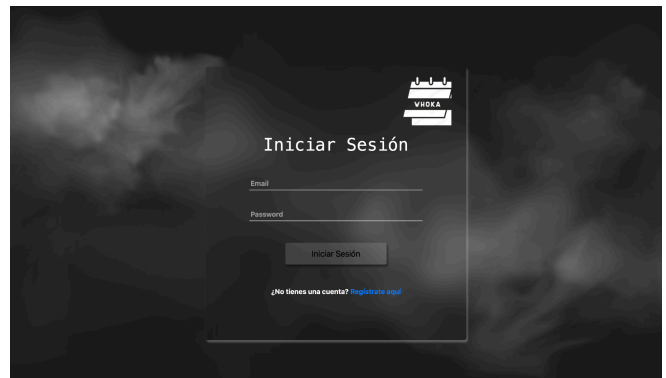 WHOKA
Iniciar Sesión
Email
Password
Iniciar Sesión
¿No tienes una cuenta? Regístrate aquí